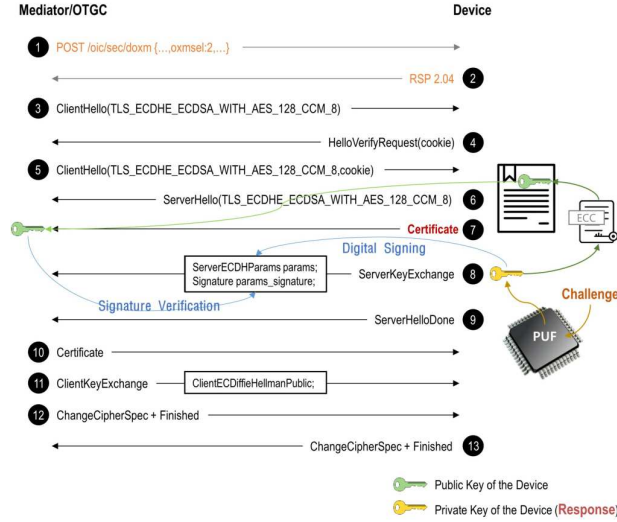 Mediator/OTGC
Device
1 POST /oic/sec/doxm {…,oxmsel:2,…}
RSP 2.04 2
3 ClientHello(TLS_ECDHE_ECDSA_WITH_AES_128_CCM_8)
HelloVerifyRequest(cookie) 4
5 ClientHello(TLS_ECDHE_ECDSA_WITH_AES_128_CCM_8,cookie)
ServerHello(TLS_ECDHE_ECDSA_WITH_AES_128_CCM_8) 6
ECC
Certificate 7
Digital Signing
ServerECDHParams params;
Signature params_signature;
ServerKeyExchange 8
Signature Verification
Challenge
ServerHelloDone 9
PUF
10 Certificate
11 ClientKeyExchange
ClientECDiffieHellmanPublic;
12 ChangeCipherSpec + Finished
ChangeCipherSpec + Finished 13
Public Key of the Device
Private Key of the Device (Response)